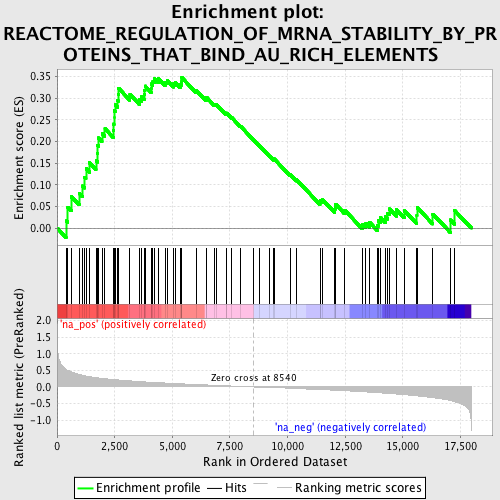 Enrichment plot:
REACTOME_REGULATION_OF_MRNA_STABILITY_BY_PR
OTEINS_THAT_BIND_AU_RICH_ELEMENTS
Enrichment score (ES)
0.35
0.30
0.25
0.20
0.15
0.10
0.05
0.00
'na_pos' (positively correlated)
Ranked list metric (PreRanked)
2.0
1.5
1.0
0.5
0.0
-0.5
-1.0
Zero cross at 8540
'na_neg' (negatively correlated)
0
2,500
5,000
7,500
10,000
12,500
15,000
17,500
Rank in Ordered Dataset
Enrichment profile
Hits
Ranking metric scores